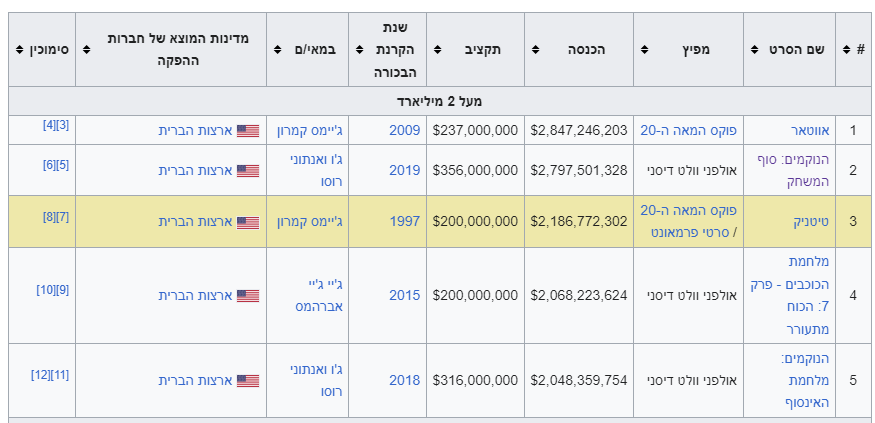 # שם הסרט מפיץ הכנסה תקציב שנת הקרנת הבכורה במאי/ם מדינות המוצא של חברות ההפקה סימוכין
מעל 2 מיליארד
1 אווטאר פוקס המאה ה-20 $2,847,246,203 $237,000,000 2009 ג'יימס קמרון ארצות הברית [3][4]
2 הנוקמים: סוף המשחק אולפני וולט דיסני $2,797,501,328 $356,000,000 2019 ג'ו ואנתוני רוסו ארצות הברית [5][6]
3 טיטניק פוקס המאה ה-20 / סרטי פרמאונט $2,186,772,302 $200,000,000 1997 ג'יימס קמרון ארצות הברית [7][8]
4 מלחמת הכוכבים - פרק 7: הכוח מתעורר אולפני וולט דיסני $2,068,223,624 $200,000,000 2015 ג'יי ג'יי אברהמס ארצות הברית [9][10]
5 הנוקמים: מלחמת האינסוף אולפני וולט דיסני $2,048,359,754 $316,000,000 2018 ג'ו ואנתוני רוסו ארצות הברית [11][12]